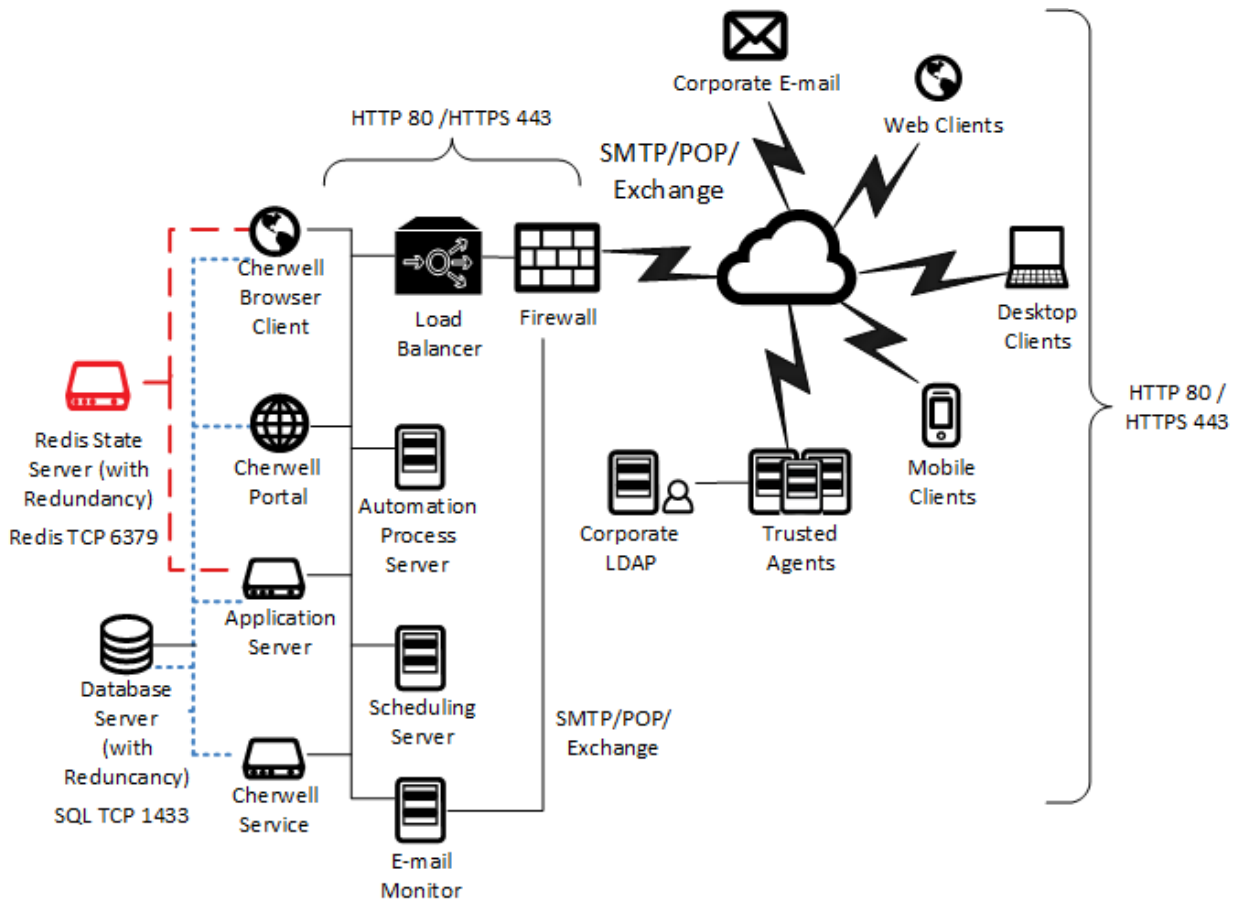 Corporate E-mail
Web Clients
HTTP 80 /HTTPS 443
SMTP/POP/
Exchange
Cherwell
Browser
Client
Load
Balancer
Firewall
Desktop
Clients
HTTP 80 /
HTTPS 443
Redis State
Server (with
Redundancy)
Redis TCP 6379
Cherwell
Portal
Automation
Process
Server
Corporate
LDAP
Trusted
Agents
Mobile
Clients
Application
Server
Database
Server
(with
Reduncancy)
SQL TCP 1433
Scheduling
Server
SMTP/POP/
Exchange
Cherwell
Service
E-mail
Monitor